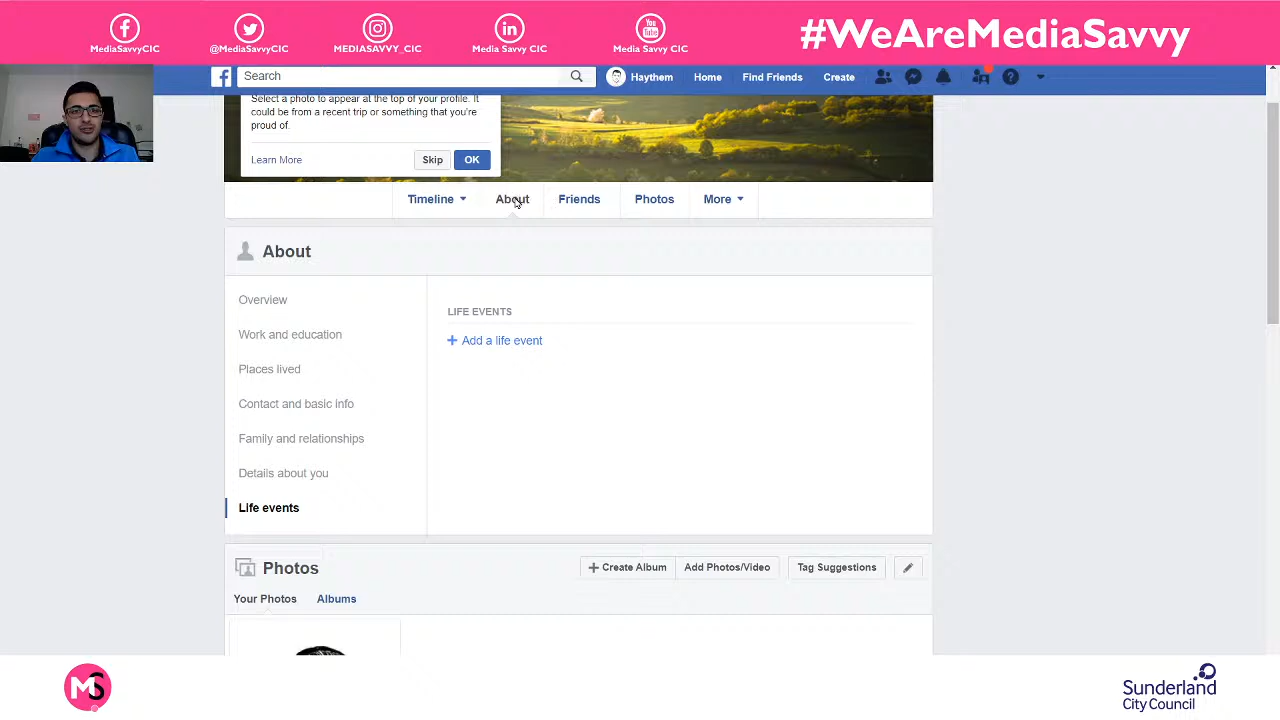 MediaSavvyCIC
@MediaSavvyCIC
MEDIASAVVY_CIC
Media Savvy CIC
You Tube
Media Savvy CIC
#WeAreMediaSavvy
Search
Haythem
Home
Find Friends
Create
Select a photo to appear at the top of your profile. It
could be from a recent trip or something that you're
proud of.
Learn More
Skip
OK
Timeline
About
Friends
Photos
More
About
Overview
Work and education
Places lived
Contact and basic info
Family and relationships
Details about you
Life events
LIFE EVENTS
+ Add a life event
Photos
+ Create Album
Add Photos/Video
Tag Suggestions
Your Photos
Albums
MS
Sunderland
City Council